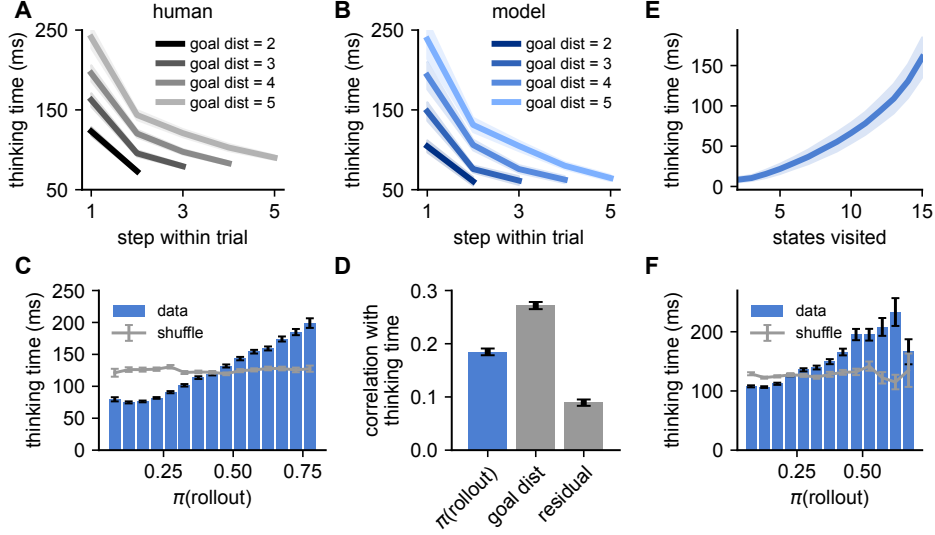 A
human
thinking time (ms)
250
150
50
goal dist = 2
goal dist = 3
goal dist = 4
goal dist = 5
1
3
5
step within trial
B
model
thinking time (ms)
250
150
50
goal dist = 2
goal dist = 3
goal dist = 4
goal dist = 5
1
3
5
step within trial
E
thinking time (ms)
150
100
50
0
5
10
15
states visited
C
thinking time (ms)
250
200
150
100
50
0
data
shuffle
0.25
0.50
0.75
π(rollout)
D
correlation with
thinking time
0.3
0.2
0.1
0.0
π(rollout)
goal dist
residual
F
thinking time (ms)
200
100
0
data
shuffle
0.25
0.50
π(rollout)